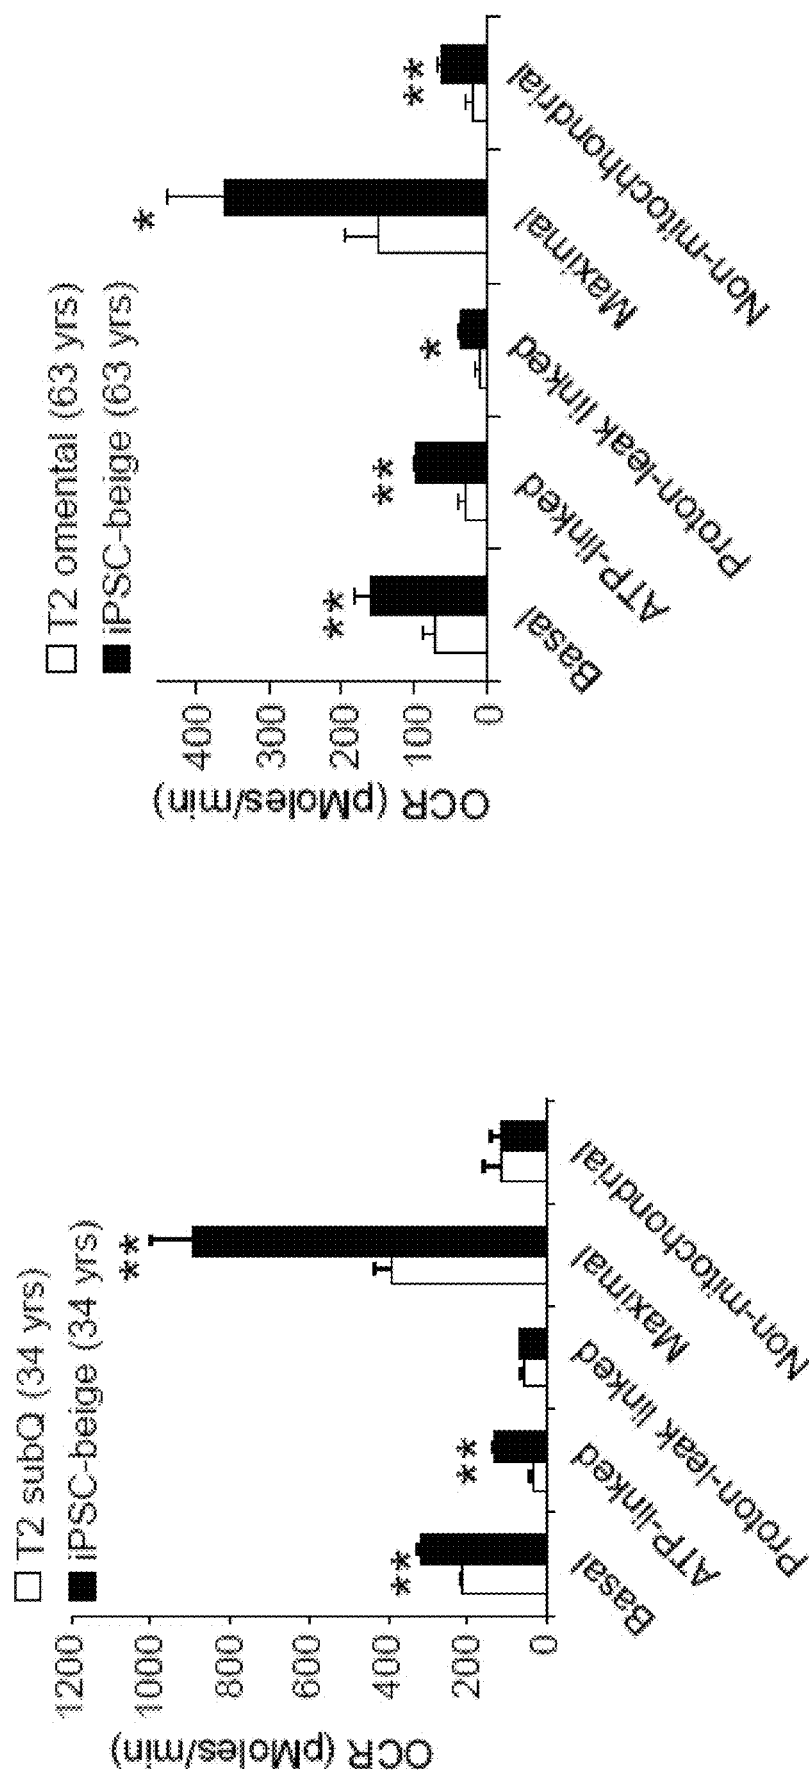 T2 subQ (34 yrs)
iPSC-beige (34 yrs)
OCR (pMoles/min)
1200
1000
800
600
400
200
0
**
**
**
Basal
ATP-linked
Proton-leak linked
Maximal
Non-mitochondrial
T2 omental (63 yrs)
iPSC-beige (63 yrs)
OCR (pMoles/min)
400
300
200
100
0
**
**
*
*
**
Basal
ATP-linked
Proton-leak linked
Maximal
Non-mitochhondrial